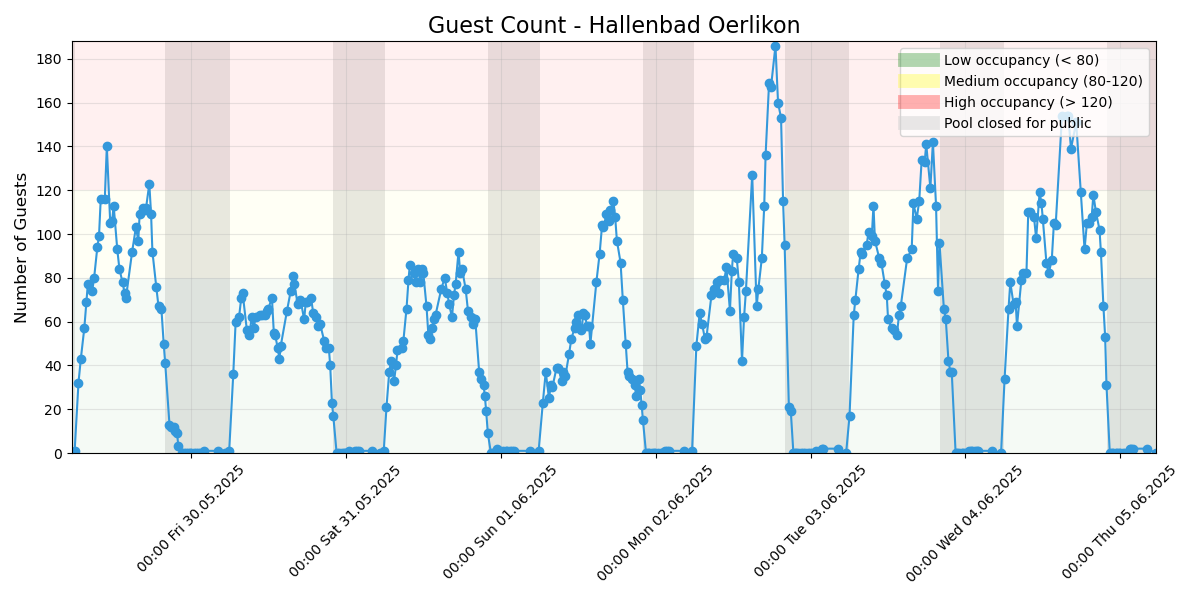 Guest Count - Hallenbad Oerlikon
Low occupancy (< 80)
Medium occupancy (80-120)
High occupancy (> 120)
Pool closed for public
Number of Guests
180
160
140
120
100
80
60
40
20
0
00:00 Fri 30.05.2025
00:00 Sat 31.05.2025
00:00 Sun 01.06.2025
00:00 Mon 02.06.2025
00:00 Tue 03.06.2025
00:00 Wed 04.06.2025
00:00 Thu 05.06.2025